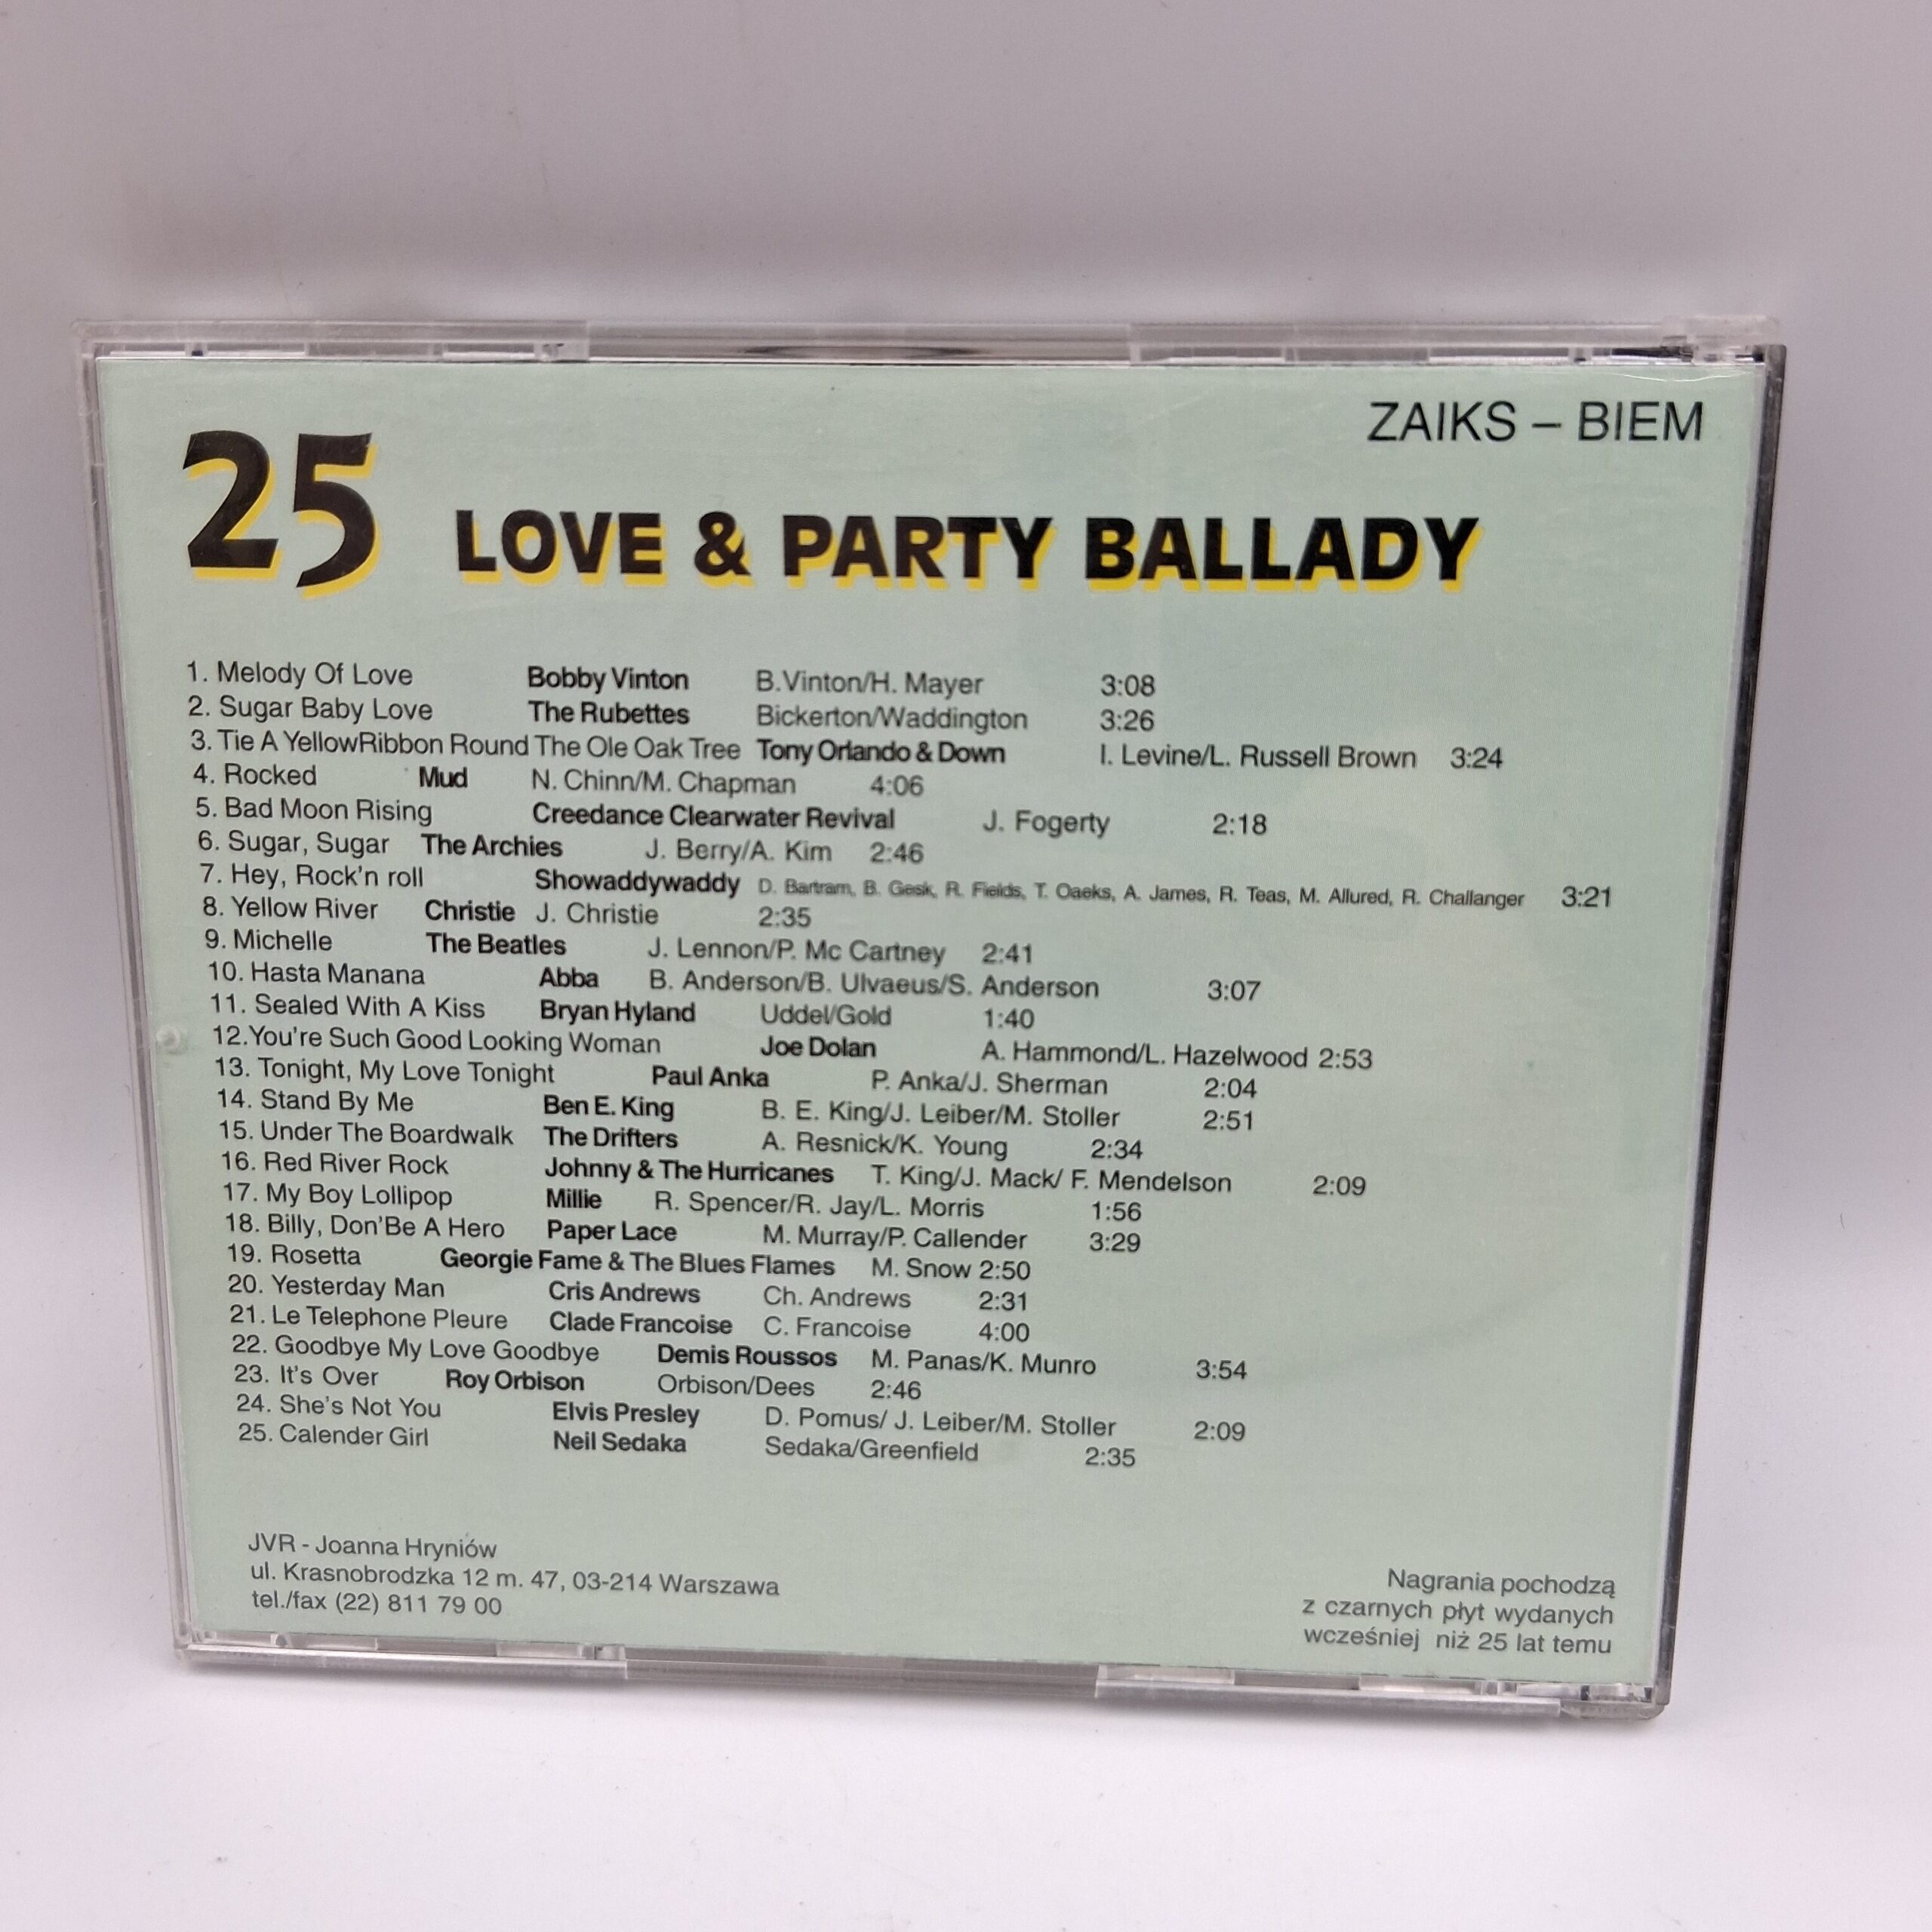 ZAIKS – BIEM
25 LOVE & PARTY BALLADY
1. Melody Of Love Bobby Vinton B.Vinton/H. Mayer 3:08
2. Sugar Baby Love The Rubettes Bickerton/Waddington 3:26
3. Tie A YellowRibbon Round The Ole Oak Tree Tony Orlando & Down I. Levine/L. Russell Brown 3:24
4. Rocked Mud N. Chinn/M. Chapman 4:06
5. Bad Moon Rising Creedance Clearwater Revival J. Fogerty 2:18
6. Sugar, Sugar The Archies J. Berry/A. Kim 2:46
7. Hey, Rock'n roll Showaddywaddy D. Bartram, B. Gesk, R. Fields, T. Oaeks, A. James, R. Teas, M. Allured, R. Challanger 3:21
8. Yellow River Christie J. Christie 2:35
9. Michelle The Beatles J. Lennon/P. Mc Cartney 2:41
10. Hasta Manana Abba B. Anderson/B. Ulvaeus/S. Anderson 3:07
11. Sealed With A Kiss Bryan Hyland Uddel/Gold 1:40
12.You're Such Good Looking Woman Joe Dolan A. Hammond/L. Hazelwood 2:53
13. Tonight, My Love Tonight Paul Anka P. Anka/J. Sherman 2:04
14. Stand By Me Ben E. King B. E. King/J. Leiber/M. Stoller 2:51
15. Under The Boardwalk The Drifters A. Resnick/K. Young 2:34
16. Red River Rock Johnny & The Hurricanes T. King/J. Mack/ F. Mendelson 2:09
17. My Boy Lollipop Millie R. Spencer/R. Jay/L. Morris 1:56
18. Billy, Don'Be A Hero Paper Lace M. Murray/P. Callender 3:29
19. Rosetta Georgie Fame & The Blues Flames M. Snow 2:50
20. Yesterday Man Cris Andrews Ch. Andrews 2:31
21. Le Telephone Pleure Clade Francoise C. Francoise 4:00
22. Goodbye My Love Goodbye Demis Roussos M. Panas/K. Munro 3:54
23. It's Over Roy Orbison Orbison/Dees 2:46
24. She's Not You Elvis Presley D. Pomus/ J. Leiber/M. Stoller 2:09
25. Calender Girl Neil Sedaka Sedaka/Greenfield 2:35
JVR - Joanna Hryniów
ul. Krasnobrodzka 12 m. 47, 03-214 Warszawa
tel./fax (22) 811 79 00
Nagrania pochodzą
z czarnych płyt wydanych
wcześniej niż 25 lat temu